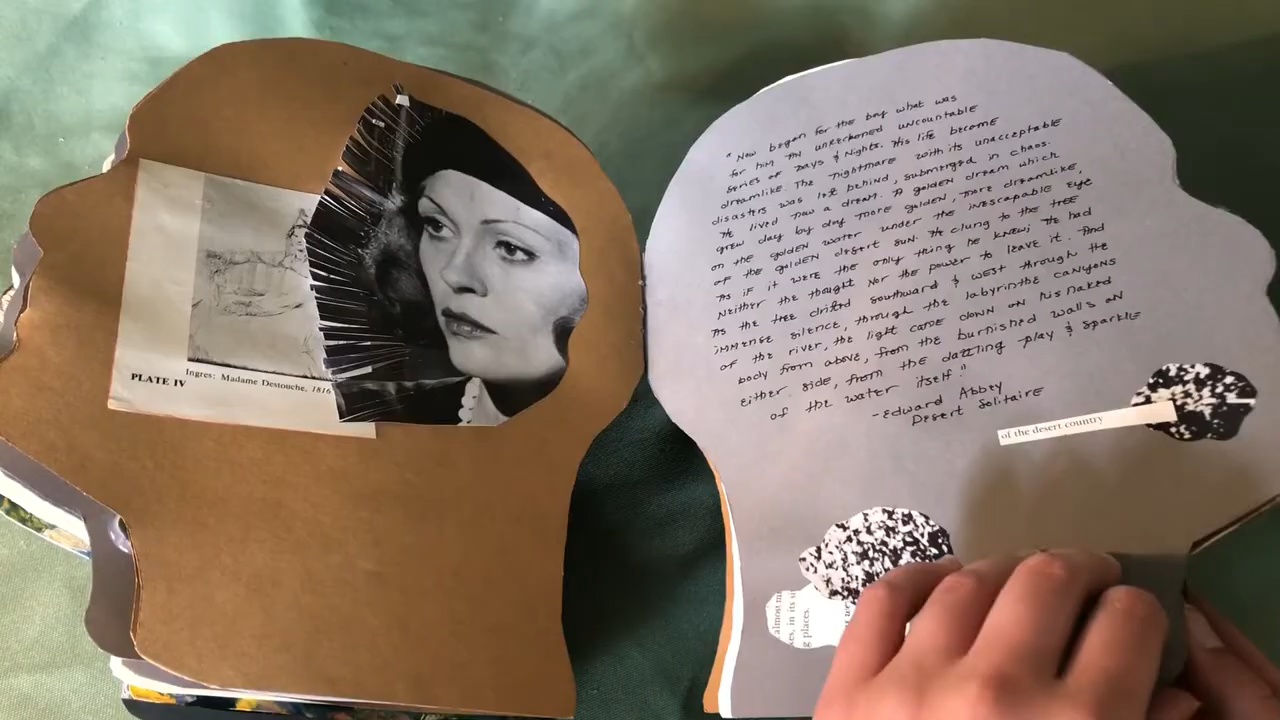 PLATE IV
Ingres: Madame Destouche, 1816
"Now began for the boy what was
for him an unreckoned uncountable
series of Days & Nights. His life became
dreamlike. The nightmare with its unacceptable
disasters was left behind, submerged in chaos.
He lived now a dream. A golden dream which
grew day by day more golden, more dreamlike,
on the golden water under the inescapable eye
of the golden desert sun. He clung to the tree
as if it were the only thing he knew. He had
neither the thought nor the power to leave it. And
as the tree drifted southward & west through the
immense silence, through the labyrinthe
of the river, the light came down on his naked
body from above, from the burnished walls on
either side, from the dazzling play & sparkle
of the water itself."
-Edward Abbey
Desert Solitaire
of the desert country
almost
in its
g places.